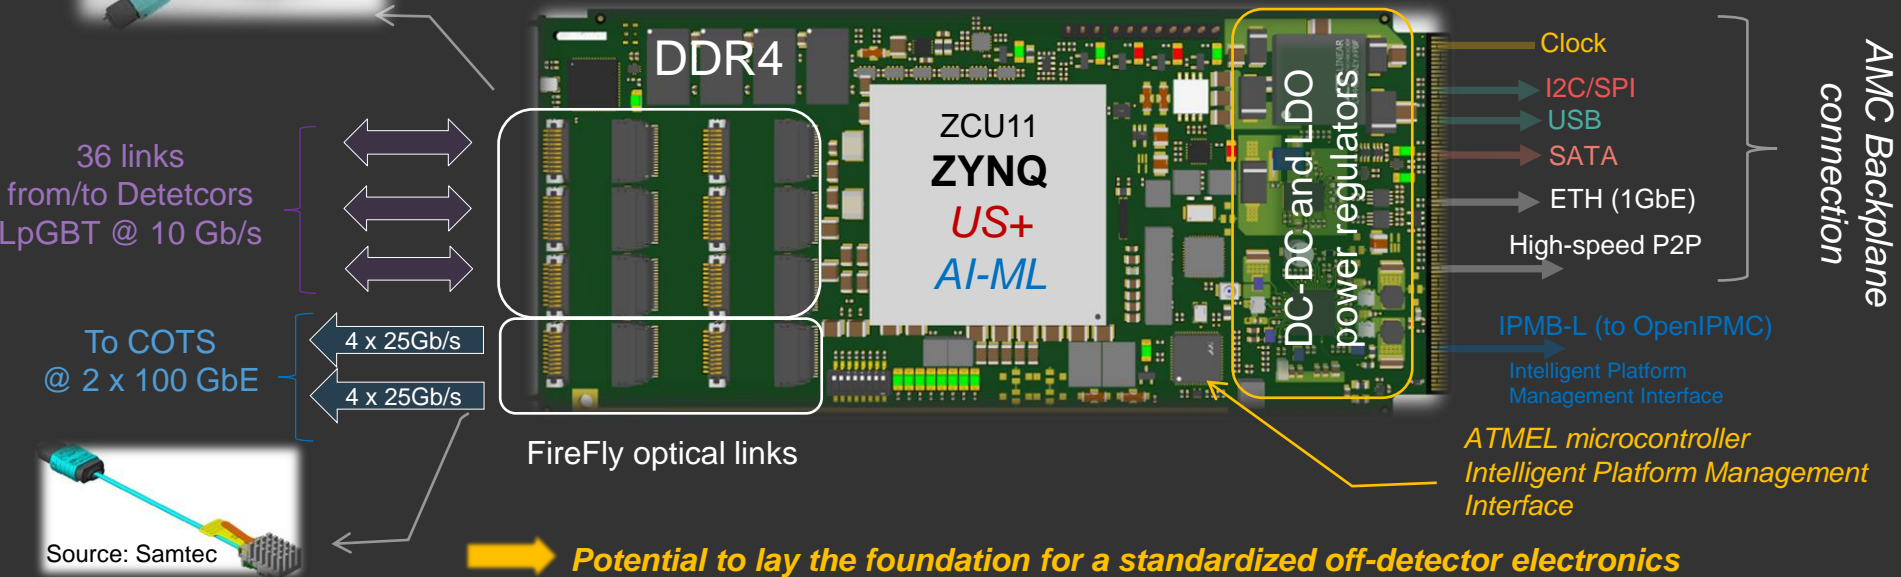 DDR4
ZCU11
ZYNQ
US+
AI-ML
DC-DC and LDO
power regulators
LINEAR
36 links
from/to Detetcors
LpGBT @ 10 Gb/s
To COTS
@ 2 x 100 GbE
4 x 25Gb/s
4 x 25Gb/s
FireFly optical links
Source: Samtec
Clock
I2C/SPI
USB
SATA
ETH (1GbE)
High-speed P2P
AMC Backplane
connection
IPMB-L (to OpenIPMC)
Intelligent Platform
Management Interface
ATMEL microcontroller
Intelligent Platform Management
Interface
Potential to lay the foundation for a standardized off-detector electronics